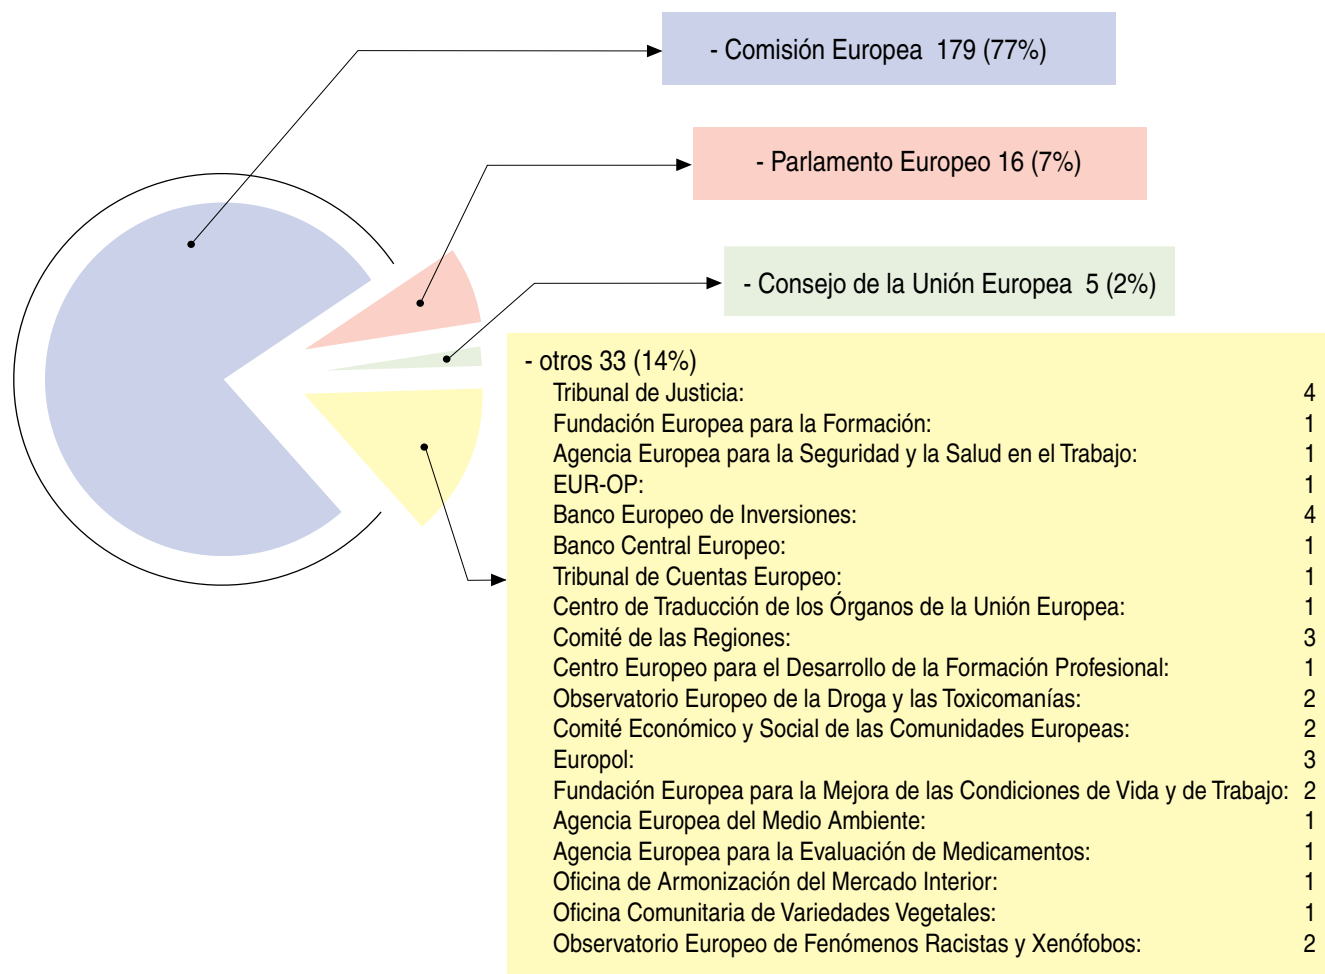 - Comisión Europea 179 (77%)
- Parlamento Europeo 16 (7%)
- Consejo de la Unión Europea 5 (2%)
- otros 33 (14%)
Tribunal de Justicia: 4
Fundación Europea para la Formación: 1
Agencia Europea para la Seguridad y la Salud en el Trabajo: 1
EUR-OP: 1
Banco Europeo de Inversiones: 4
Banco Central Europeo: 1
Tribunal de Cuentas Europeo: 1
Centro de Traducción de los Órganos de la Unión Europea: 1
Comité de las Regiones: 3
Centro Europeo para el Desarrollo de la Formación Profesional: 1
Observatorio Europeo de la Droga y las Toxicomanías: 2
Comité Económico y Social de las Comunidades Europeas: 2
Europol: 3
Fundación Europea para la Mejora de las Condiciones de Vida y de Trabajo: 2
Agencia Europea del Medio Ambiente: 1
Agencia Europea para la Evaluación de Medicamentos: 1
Oficina de Armonización del Mercado Interior: 1
Oficina Comunitaria de Variedades Vegetales: 1
Observatorio Europeo de Fenómenos Racistas y Xenófobos: 2